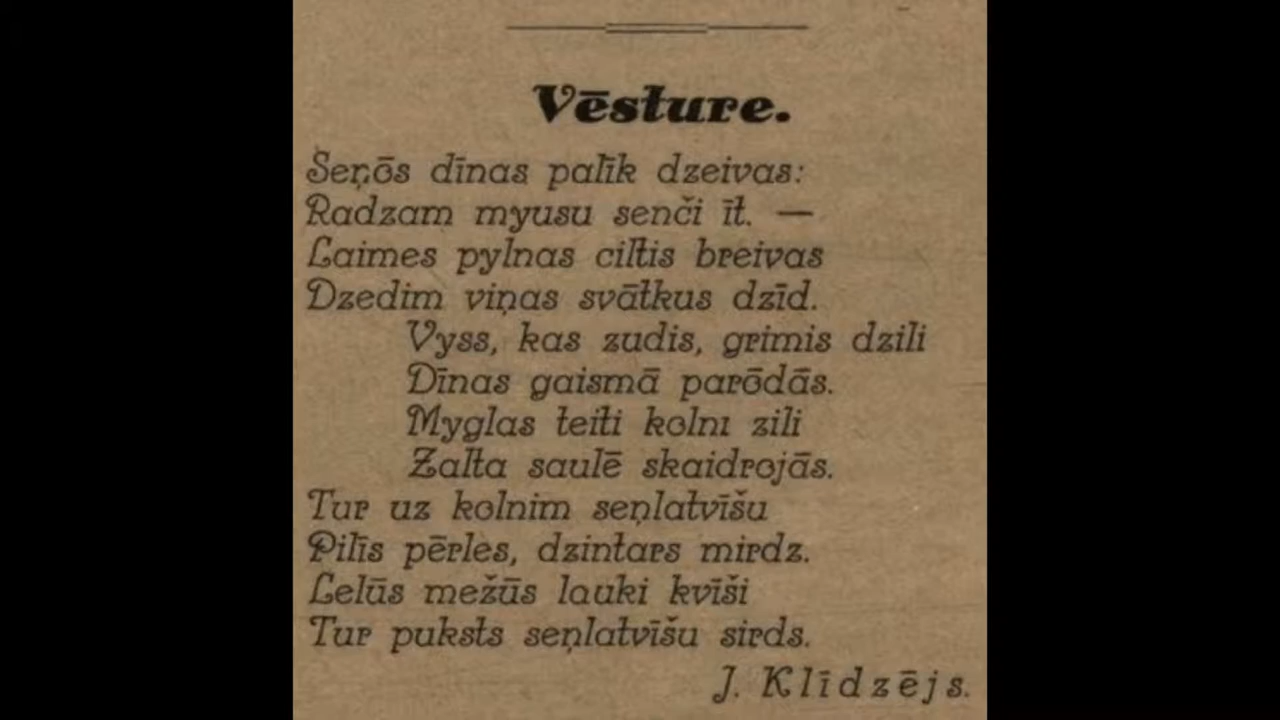 Vēsture.
Seņōs dīnas palīk dzeivas:
Radzam myusu senči īt. —
Laimes pylnas ciltis breivas
Dzedim viņas svātkus dzīd.
Vyss, kas zudis, grimis dzili
Dīnas gaismā parōdās.
Myglas teiti kolni zili
Zalta saulē skaidrojās.
Tur uz kolnim seņlatvīšu
Pilīs pērles, dzintars mirdz.
Lelūs mežūs lauki kvīši
Tur puksts seņlatvīšu sirds.
J. Klīdzējs.